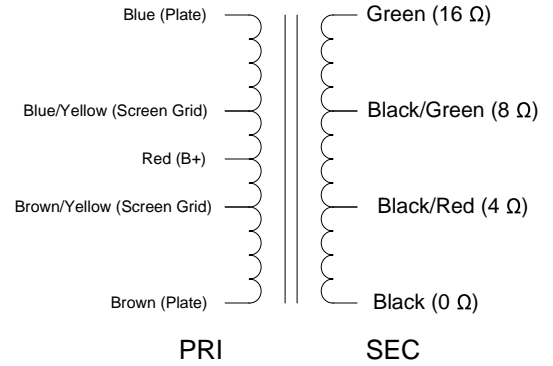 Blue (Plate)
Green (16 Ω)
Blue/Yellow (Screen Grid)
Black/Green (8 Ω)
Red (B+)
Brown/Yellow (Screen Grid)
Black/Red (4 Ω)
Brown (Plate)
Black (0 Ω)
PRI
SEC